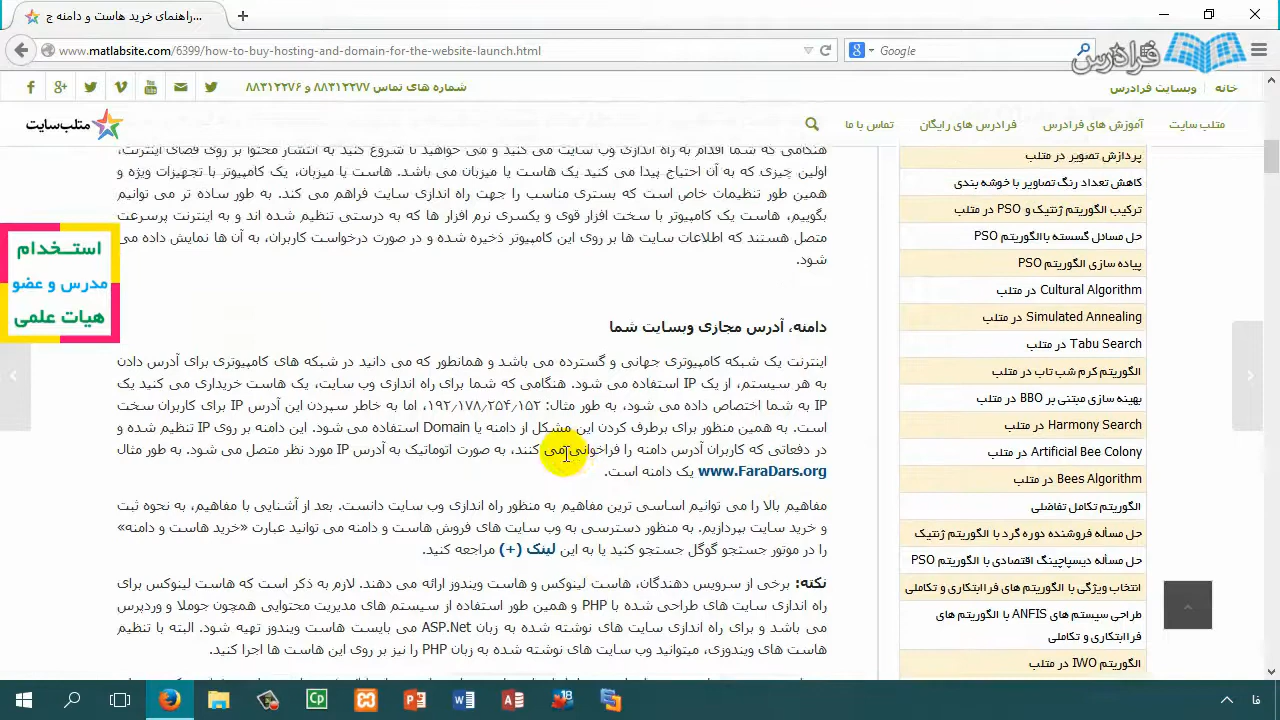 راهنمای خرید هاست و دامنه ج...
www.matlabsite.com/6399/how-to-buy-hosting-and-domain-for-the-website-launch.html
Google
فرادرس
شماره های تماس ۸۸۳۱۲۲۷۷ و ۸۸۳۱۲۲۷۶
وبسایت فرادرس
خانه
متلب‌سایت
تماس با ما
فرادرس های رایگان
آموزش های فرادرس
متلب سایت
هنگامی که شما اقدام به راه اندازی وب سایت می کنید و می خواهید تا شروع کنید به انتشار محتوا بر روی فضای اینترنت،
اولین چیزی که به آن احتیاج پیدا می کنید یک هاست یا میزبان می باشد. هاست یا میزبان، یک کامپیوتر با تجهیزات ویژه و
همین طور تنظیمات خاص است که بستری مناسب را جهت راه اندازی سایت فراهم می کند. به طور ساده تر می توانیم
بگوییم، هاست یک کامپیوتر با سخت افزار قوی و یکسری نرم افزار ها که به درستی تنظیم شده اند و به اینترنت پرسرعت
متصل هستند که اطلاعات سایت ها بر روی این کامپیوتر ذخیره شده و در صورت درخواست کاربران، به آن ها نمایش داده می
شود.
دامنه، آدرس مجازی وبسایت شما
اینترنت یک شبکه کامپیوتری جهانی و گسترده می باشد و همانطور که می دانید در شبکه های کامپیوتری برای آدرس دادن
به هر سیستم، از یک IP استفاده می شود. هنگامی که شما برای راه اندازی وب سایت، یک هاست خریداری می کنید یک
IP به شما اختصاص داده می شود، به طور مثال: ۱۹۲٫۱۷۸٫۲۵۴٫۱۵۲، اما به خاطر سپردن این آدرس IP برای کاربران سخت
است. به همین منظور برای برطرف کردن این مشکل از دامنه یا Domain استفاده می شود. این دامنه بر روی IP تنظیم شده و
در دفعاتی که کاربران آدرس دامنه را فراخوانی می کنند، به صورت اتوماتیک به آدرس IP مورد نظر متصل می شود. به طور مثال
www.FaraDars.org یک دامنه است.
مفاهیم بالا را می توانیم اساسی ترین مفاهیم به منظور راه اندازی وب سایت دانست. بعد از آشنایی با مفاهیم، به نحوه ثبت
و خرید سایت بپردازیم. به منظور دسترسی به وب سایت های فروش هاست و دامنه می توانید عبارت «خرید هاست و دامنه»
را در موتور جستجو گوگل جستجو کنید یا به این لینک (+) مراجعه کنید.
نکته: برخی از سرویس دهندگان، هاست لینوکس و هاست ویندوز ارائه می دهند. لازم به ذکر است که هاست لینوکس برای
راه اندازی سایت های طراحی شده با PHP و همین طور استفاده از سیستم های مدیریت محتوایی همچون جوملا و وردپرس
می باشد و برای راه اندازی سایت های نوشته شده به زبان ASP.Net می بایست هاست ویندوز تهیه شود. البته با تنظیم
هاست های ویندوزی، میتوانید وب سایت های نوشته شده به زبان PHP را نیز بر روی این هاست ها اجرا کنید.
پردازش تصویر در متلب
کاهش تعداد رنگ تصاویر با خوشه بندی
ترکیب الگوریتم ژنتیک و PSO در متلب
حل مسائل گسسته باالگوریتم PSO
پیاده سازی الگوریتم PSO
Cultural Algorithm در متلب
Simulated Annealing در متلب
Tabu Search در متلب
الگوریتم کرم شب تاب در متلب
بهینه سازی مبتنی بر BBO در متلب
Harmony Search در متلب
Artificial Bee Colony در متلب
Bees Algorithm در متلب
الگوریتم تکامل تفاضلی
حل مسأله فروشنده دوره گرد با الگوریتم ژنتیک
حل مسأله دیسپاچینگ اقتصادی با الگوریتم PSO
انتخاب ویژگی با الگوریتم های فراابتکاری و تکاملی
طراحی سیستم های ANFIS با الگوریتم های
فراابتکاری و تکاملی
الگوریتم IWO در متلب
استـــخدام
مدرس و عضو
هیات علمی
فا